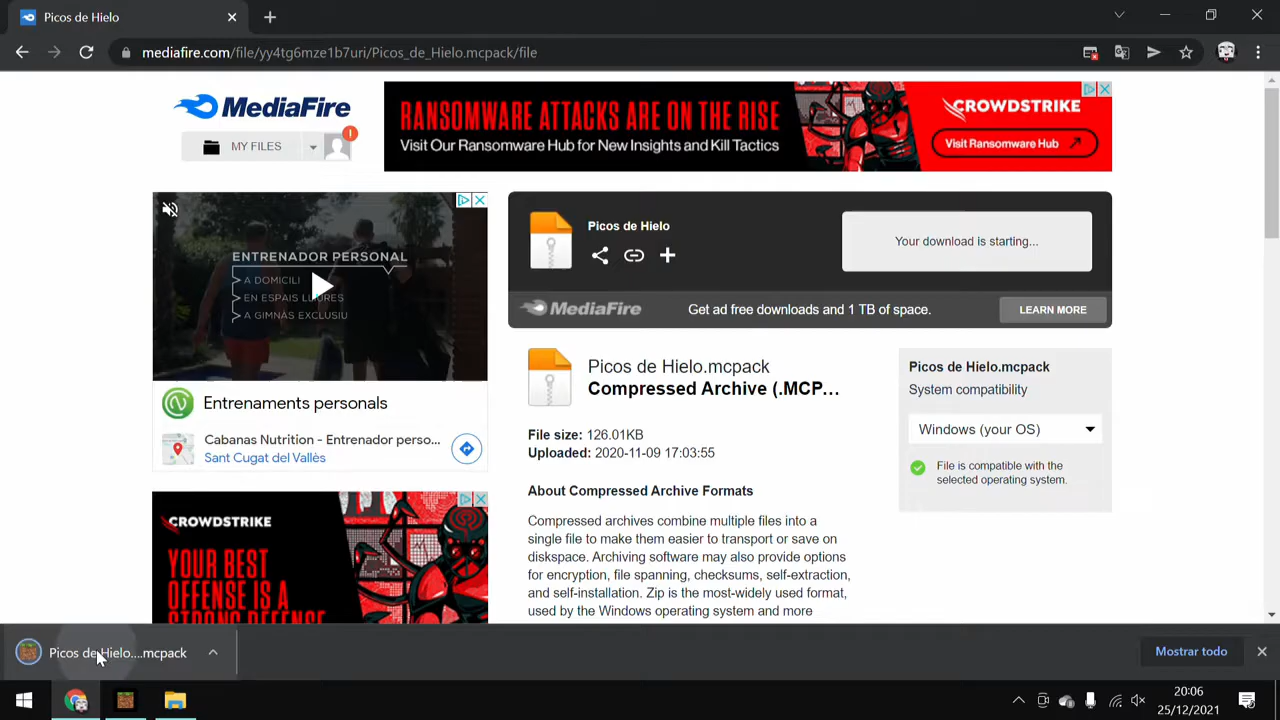 Picos de Hielo
mediafire.com/file/yy4tg6mze1b7uri/Picos_de_Hielo.mcpack/file
MediaFire
MY FILES
!
RANSOMWARE ATTACKS ARE ON THE RISE
Visit Our Ransomware Hub for New Insights and Kill Tactics
CROWDSTRIKE
Visit Ransomware Hub
ENTRENADOR PERSONAL
A DOMICILI
EN ESPAIS LLIURES
A GIMNÀS EXCLUSIU
Entrenaments personals
Cabanas Nutrition - Entrenador perso...
Sant Cugat del Vallès
CROWDSTRIKE
YOUR BEST
OFFENSE IS A
STRONG DEFENSE
Picos de Hielo
Your download is starting...
MediaFire
Get ad free downloads and 1 TB of space.
LEARN MORE
Picos de Hielo.mcpack
Compressed Archive (.MCP...
File size: 126.01KB
Uploaded: 2020-11-09 17:03:55
About Compressed Archive Formats
Compressed archives combine multiple files into a
single file to make them easier to transport or save on
diskspace. Archiving software may also provide options
for encryption, file spanning, checksums, self-extraction,
and self-installation. Zip is the most-widely used format,
used by the Windows operating system and more
Picos de Hielo.mcpack
System compatibility
Windows (your OS)
File is compatible with the
selected operating system.
Picos de Hielo....mcpack
Mostrar todo
20:06
25/12/2021